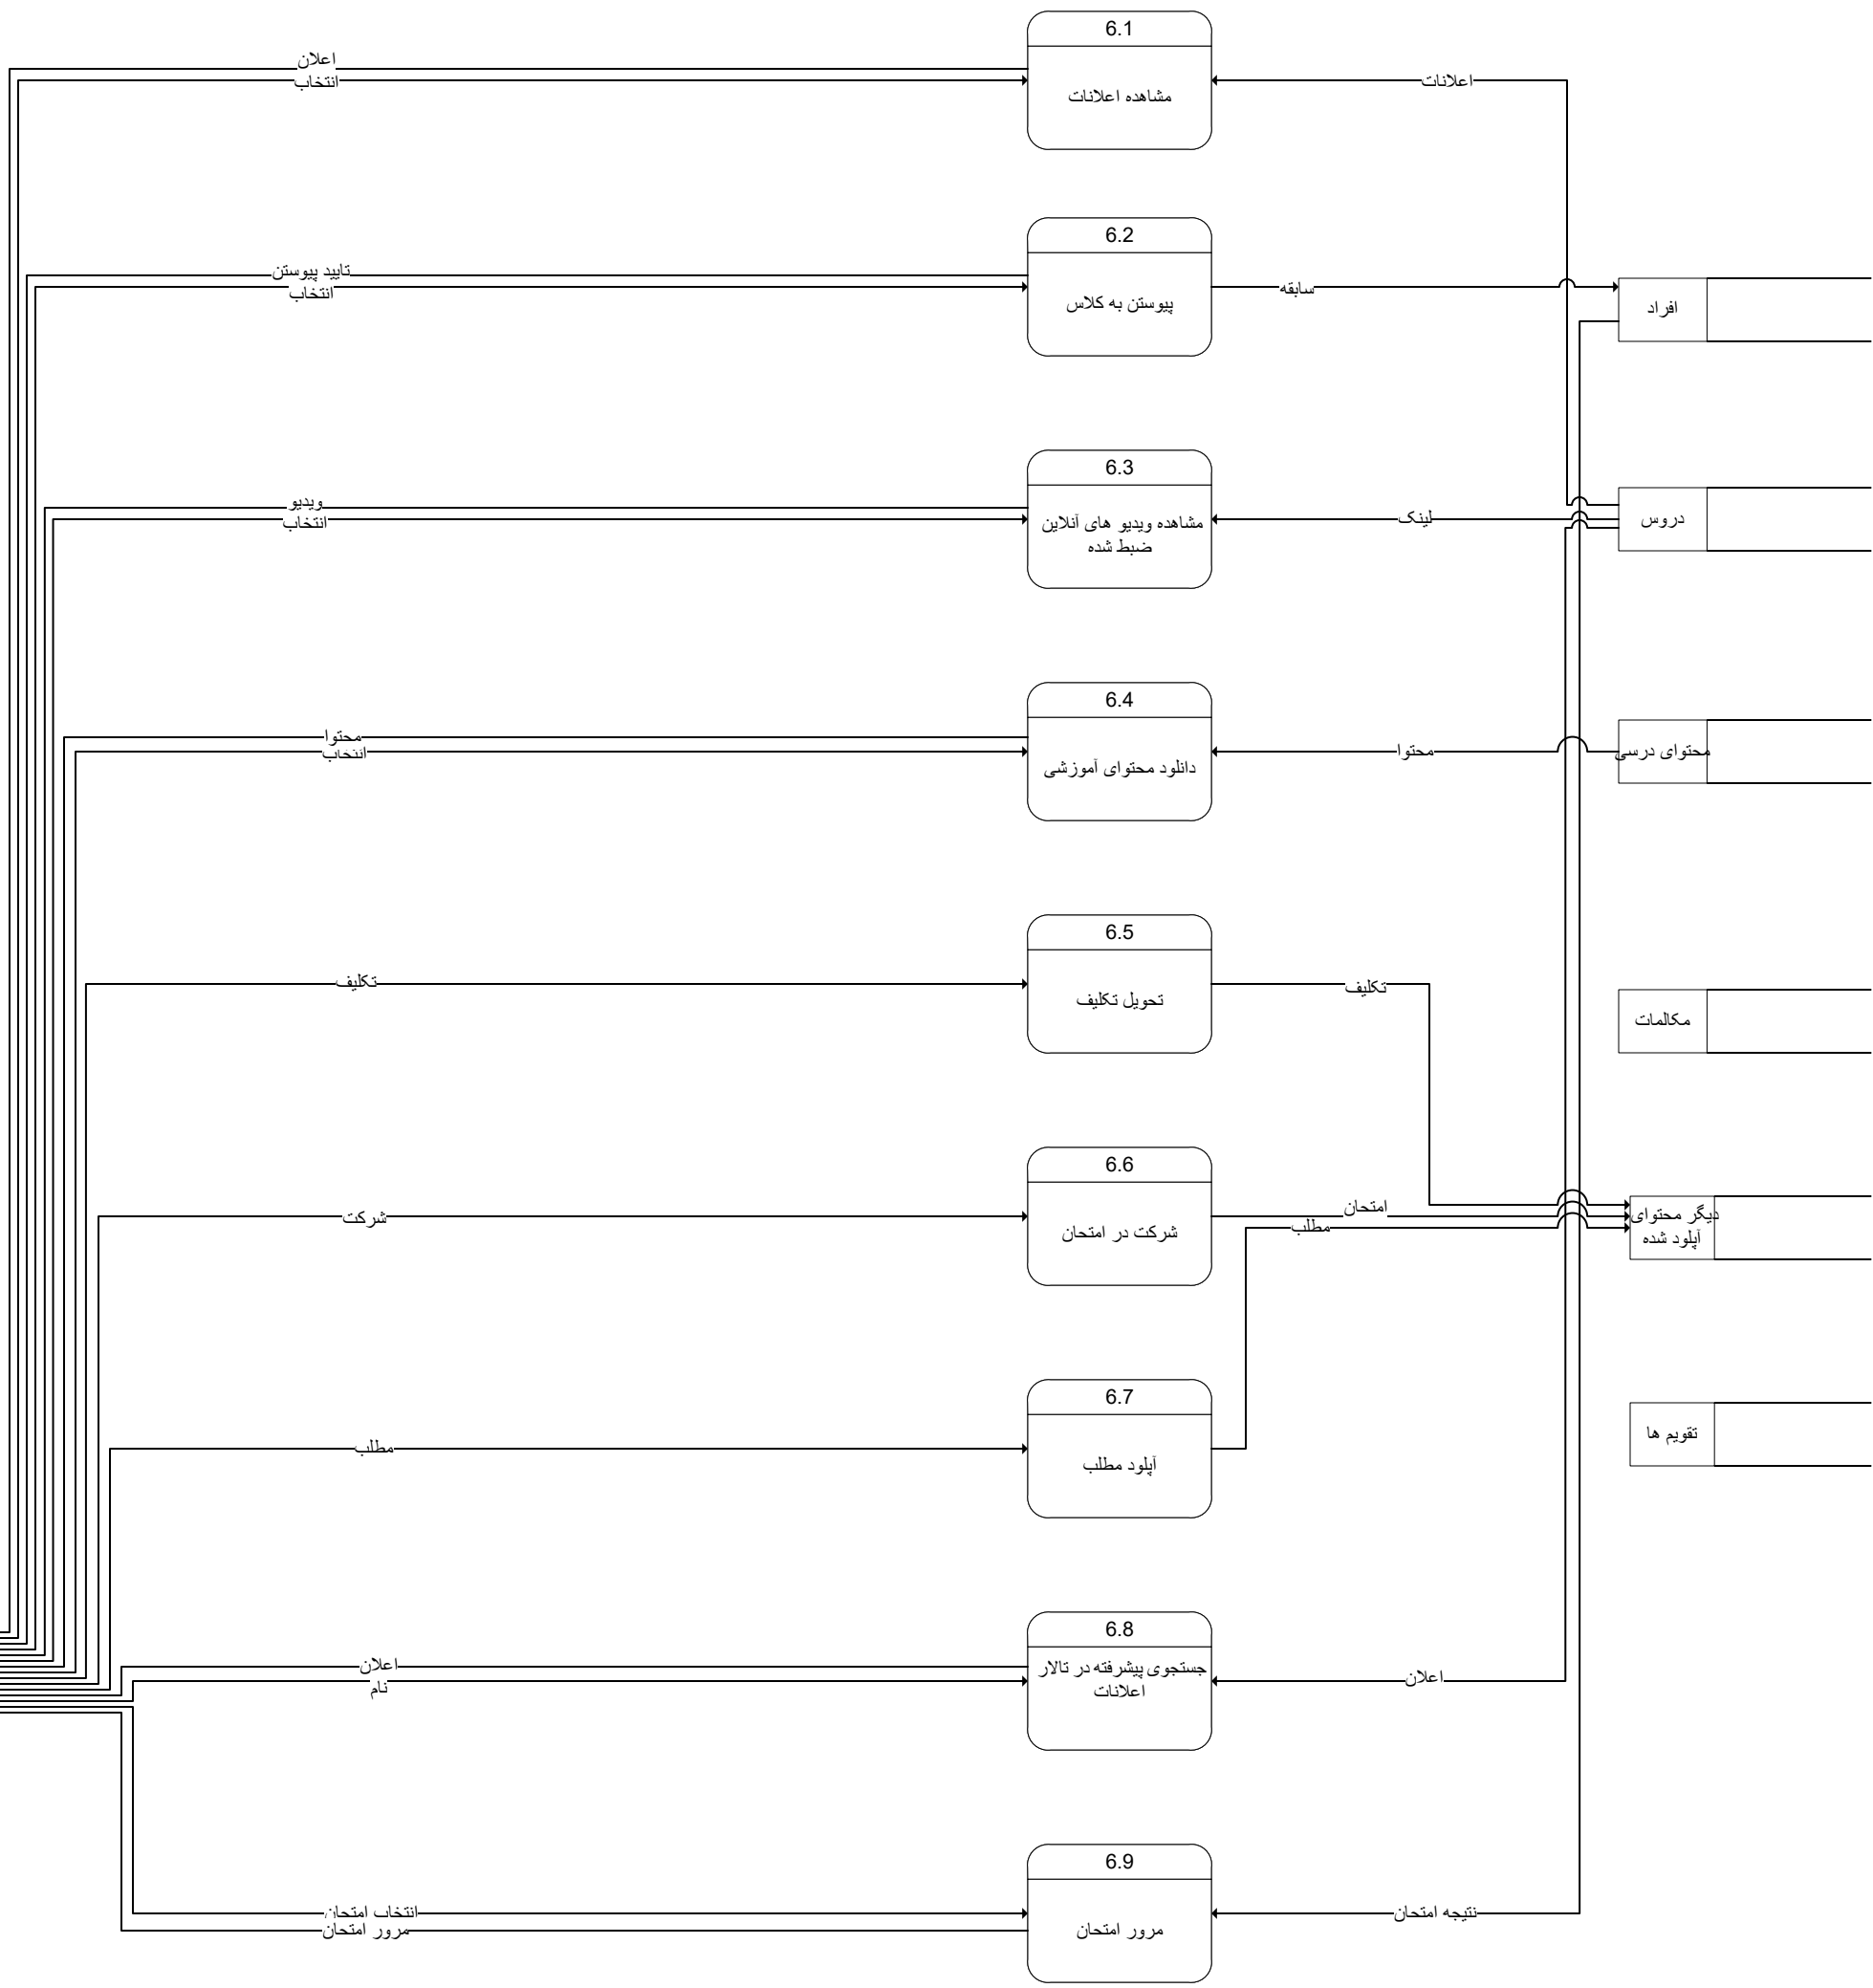 6.1
اعلان
انتخاب
مشاهده اعلانات
اعلانات
6.2
تایید پیوستن
انتخاب
پیوستن به کلاس
سابقه
افراد
6.3
ویدیو
انتخاب
مشاهده ویدیو های آنلاین
ضبط شده
لینک
دروس
6.4
محتوا
انتخاب
دانلود محتوای آموزشی
محتوا
محتوای درسی
6.5
تکلیف
تحویل تکلیف
تکلیف
مکالمات
6.6
شرکت
شرکت در امتحان
امتحان
مطلب
دیگر محتوای
آپلود شده
6.7
مطلب
آپلود مطلب
تقویم ها
6.8
اعلان
نام
جستجوی پیشرفته در تالار
اعلانات
اعلان
6.9
انتخاب امتحان
مرور امتحان
مرور امتحان
نتیجه امتحان